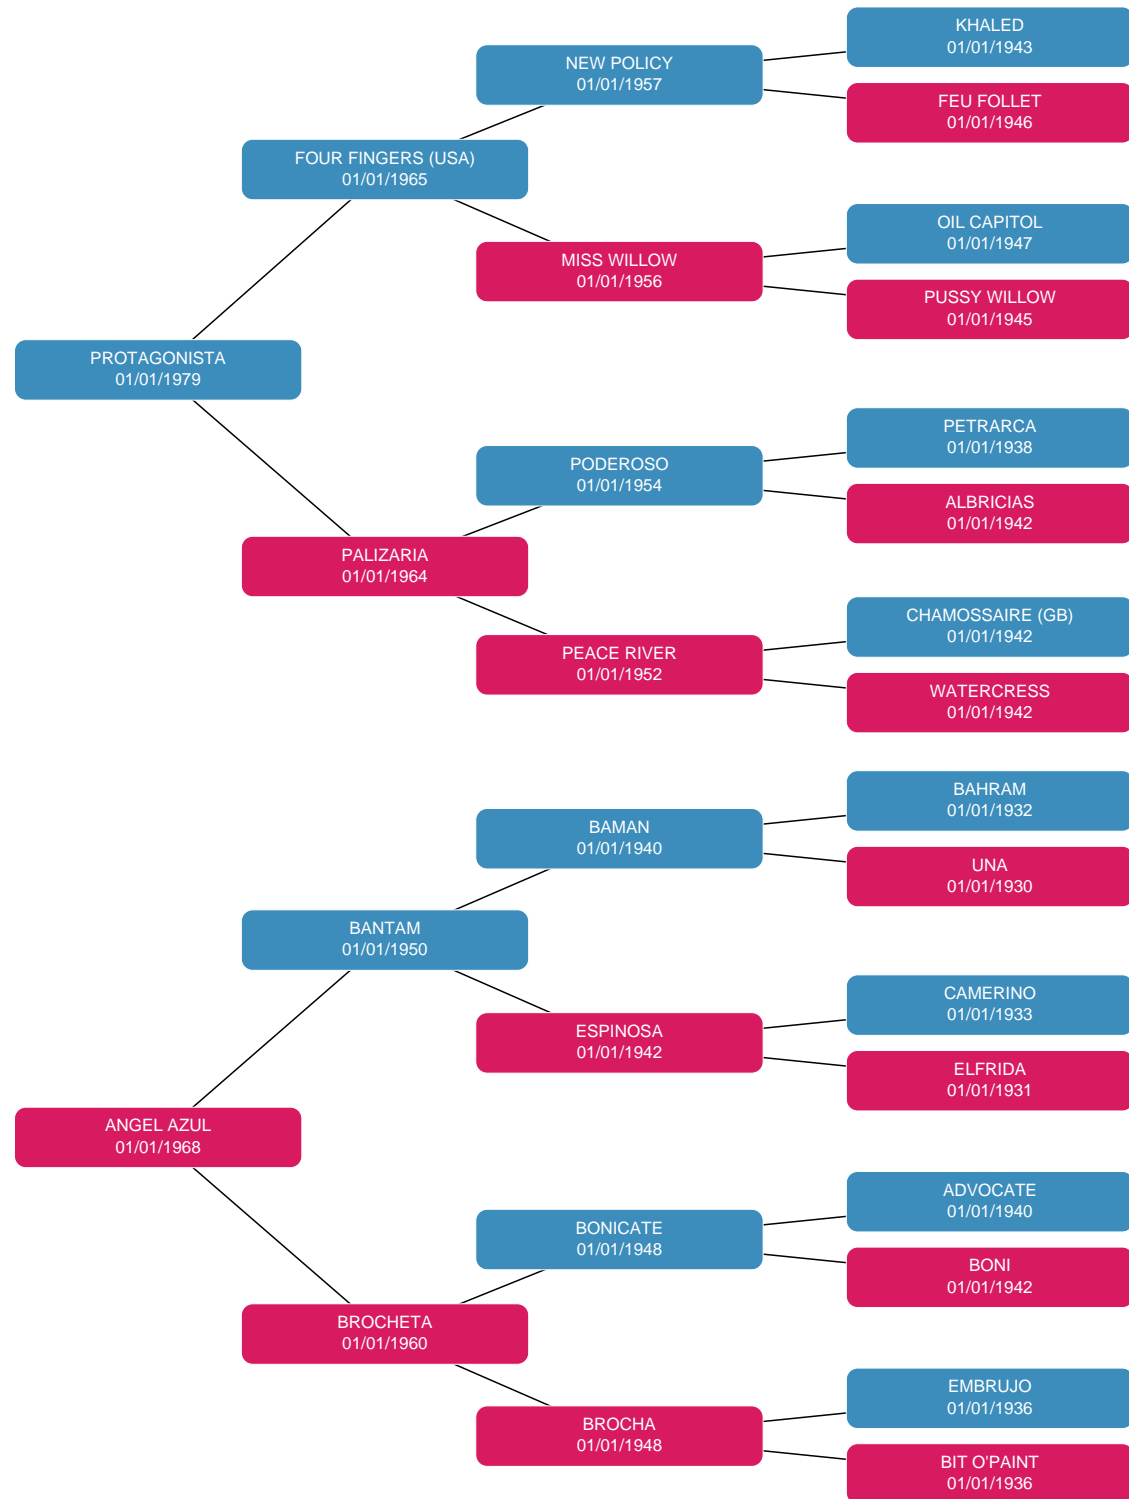 KHALED
01/01/1943
NEW POLICY
01/01/1957
FEU FOLLET
01/01/1946
FOUR FINGERS (USA)
01/01/1965
OIL CAPITOL
01/01/1947
MISS WILLOW
01/01/1956
PUSSY WILLOW
01/01/1945
PROTAGONISTA
01/01/1979
PETRARCA
01/01/1938
PODEROSO
01/01/1954
ALBRICIAS
01/01/1942
PALIZARIA
01/01/1964
CHAMOSSAIRE (GB)
01/01/1942
PEACE RIVER
01/01/1952
WATERCRESS
01/01/1942
BAHRAM
01/01/1932
BAMAN
01/01/1940
UNA
01/01/1930
BANTAM
01/01/1950
CAMERINO
01/01/1933
ESPINOSA
01/01/1942
ELFRIDA
01/01/1931
ANGEL AZUL
01/01/1968
ADVOCATE
01/01/1940
BONICATE
01/01/1948
BONI
01/01/1942
BROCHETA
01/01/1960
EMBRUJO
01/01/1936
BROCHA
01/01/1948
BIT O'PAINT
01/01/1936